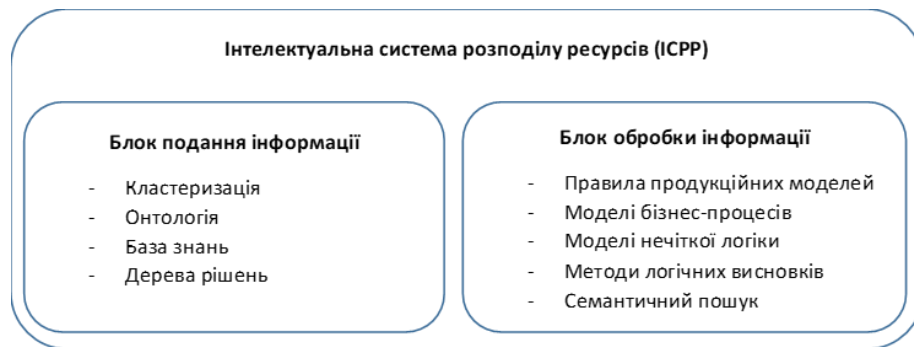 Інтелектуальна система розподілу ресурсів (ІСРР)
Блок подання інформації
- Кластеризація
- Онтологія
- База знань
- Дерева рішень
Блок обробки інформації
- Правила продукційних моделей
- Моделі бізнес-процесів
- Моделі нечіткої логіки
- Методи логічних висновків
- Семантичний пошук